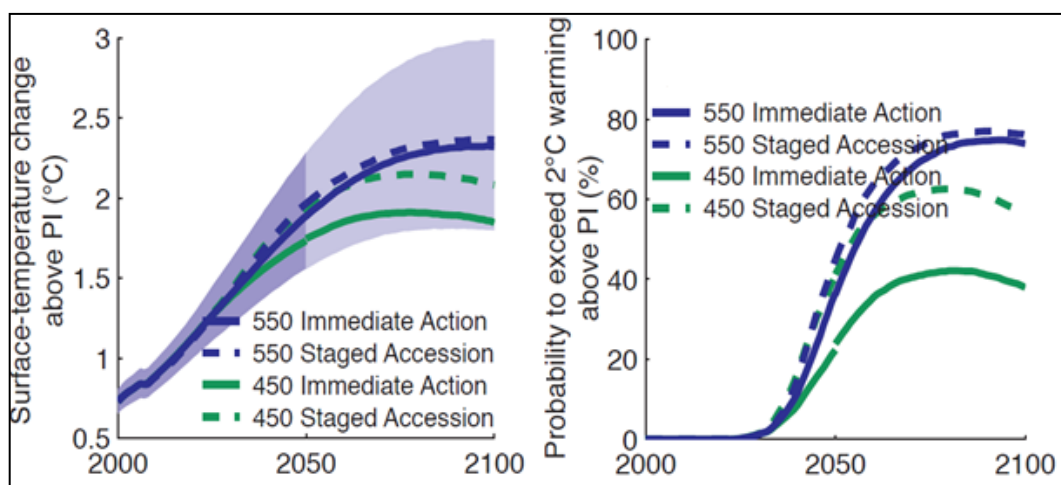 Surface-temperature change
above PI (°C)
3
2.5
2
1.5
1
0.5
550 Immediate Action
550 Staged Accession
450 Immediate Action
450 Staged Accession
2000
2050
2100
Probability to exceed 2°C warming
above PI (%)
100
80
60
40
20
0
550 Immediate Action
550 Staged Accession
450 Immediate Action
450 Staged Accession
2000
2050
2100